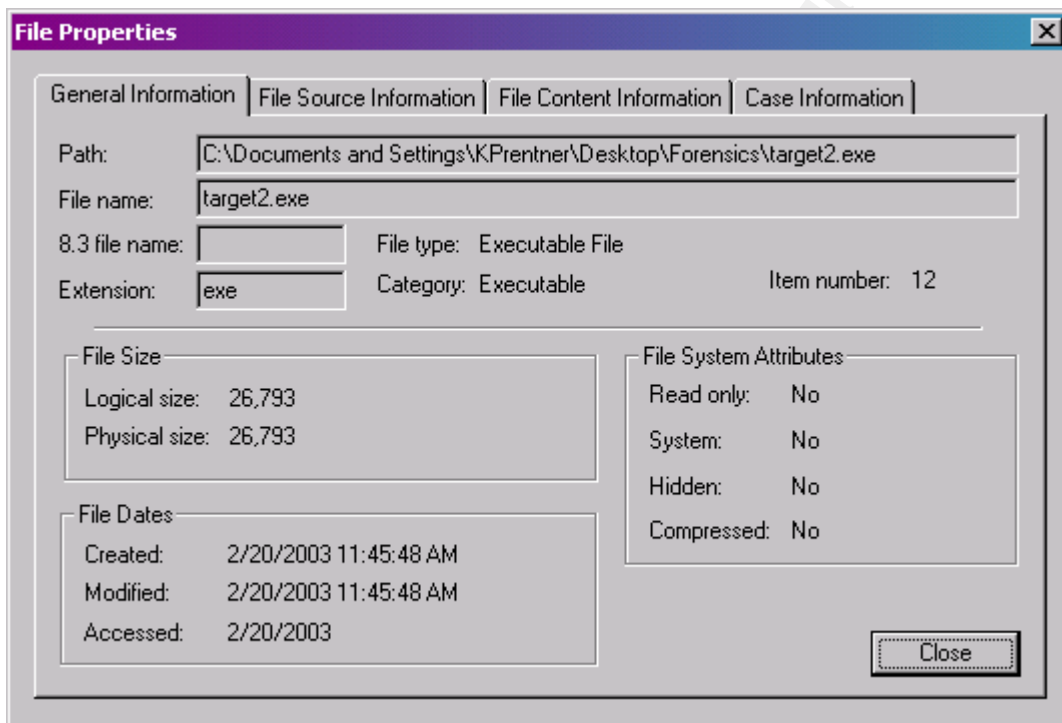 File Properties
General Information File Source Information File Content Information Case Information
Path: C:\Documents and Settings\KPrentner\Desktop\Forensics\target2.exe
File name: target2.exe
8.3 file name: File type: Executable File
Extension: exe Category: Executable Item number: 12
File Size
Logical size: 26,793
Physical size: 26,793
File Dates
Created: 2/20/2003 11:45:48 AM
Modified: 2/20/2003 11:45:48 AM
Accessed: 2/20/2003
File System Attributes
Read only: No
System: No
Hidden: No
Compressed: No
Close